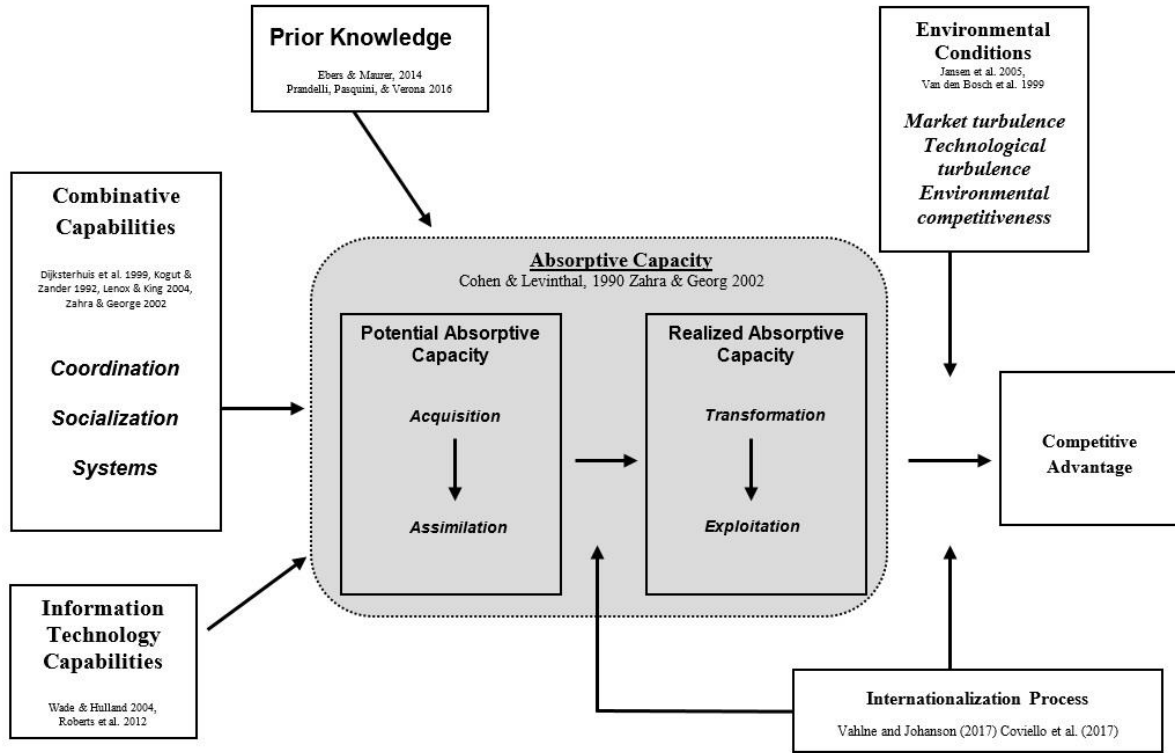 Prior Knowledge
Ebers & Maurer, 2014
Prandelli, Pasquini, & Verona 2016
Environmental
Conditions
Jansen et al. 2005,
Van den Bosch et al. 1999
Market turbulence
Technological
turbulence
Environmental
competitiveness
Combinative
Capabilities
Dijksterhuis et al. 1999, Kogut &
Zander 1992, Lenox & King 2004,
Zahra & George 2002
Coordination
Socialization
Systems
Absorptive Capacity
Cohen & Levinthal, 1990 Zahra & Georg 2002
Potential Absorptive
Capacity
Acquisition
Assimilation
Realized Absorptive
Capacity
Transformation
Exploitation
Competitive
Advantage
Information
Technology
Capabilities
Wade & Hulland 2004,
Roberts et al. 2012
Internationalization Process
Vahlne and Johanson (2017) Coviello et al. (2017)